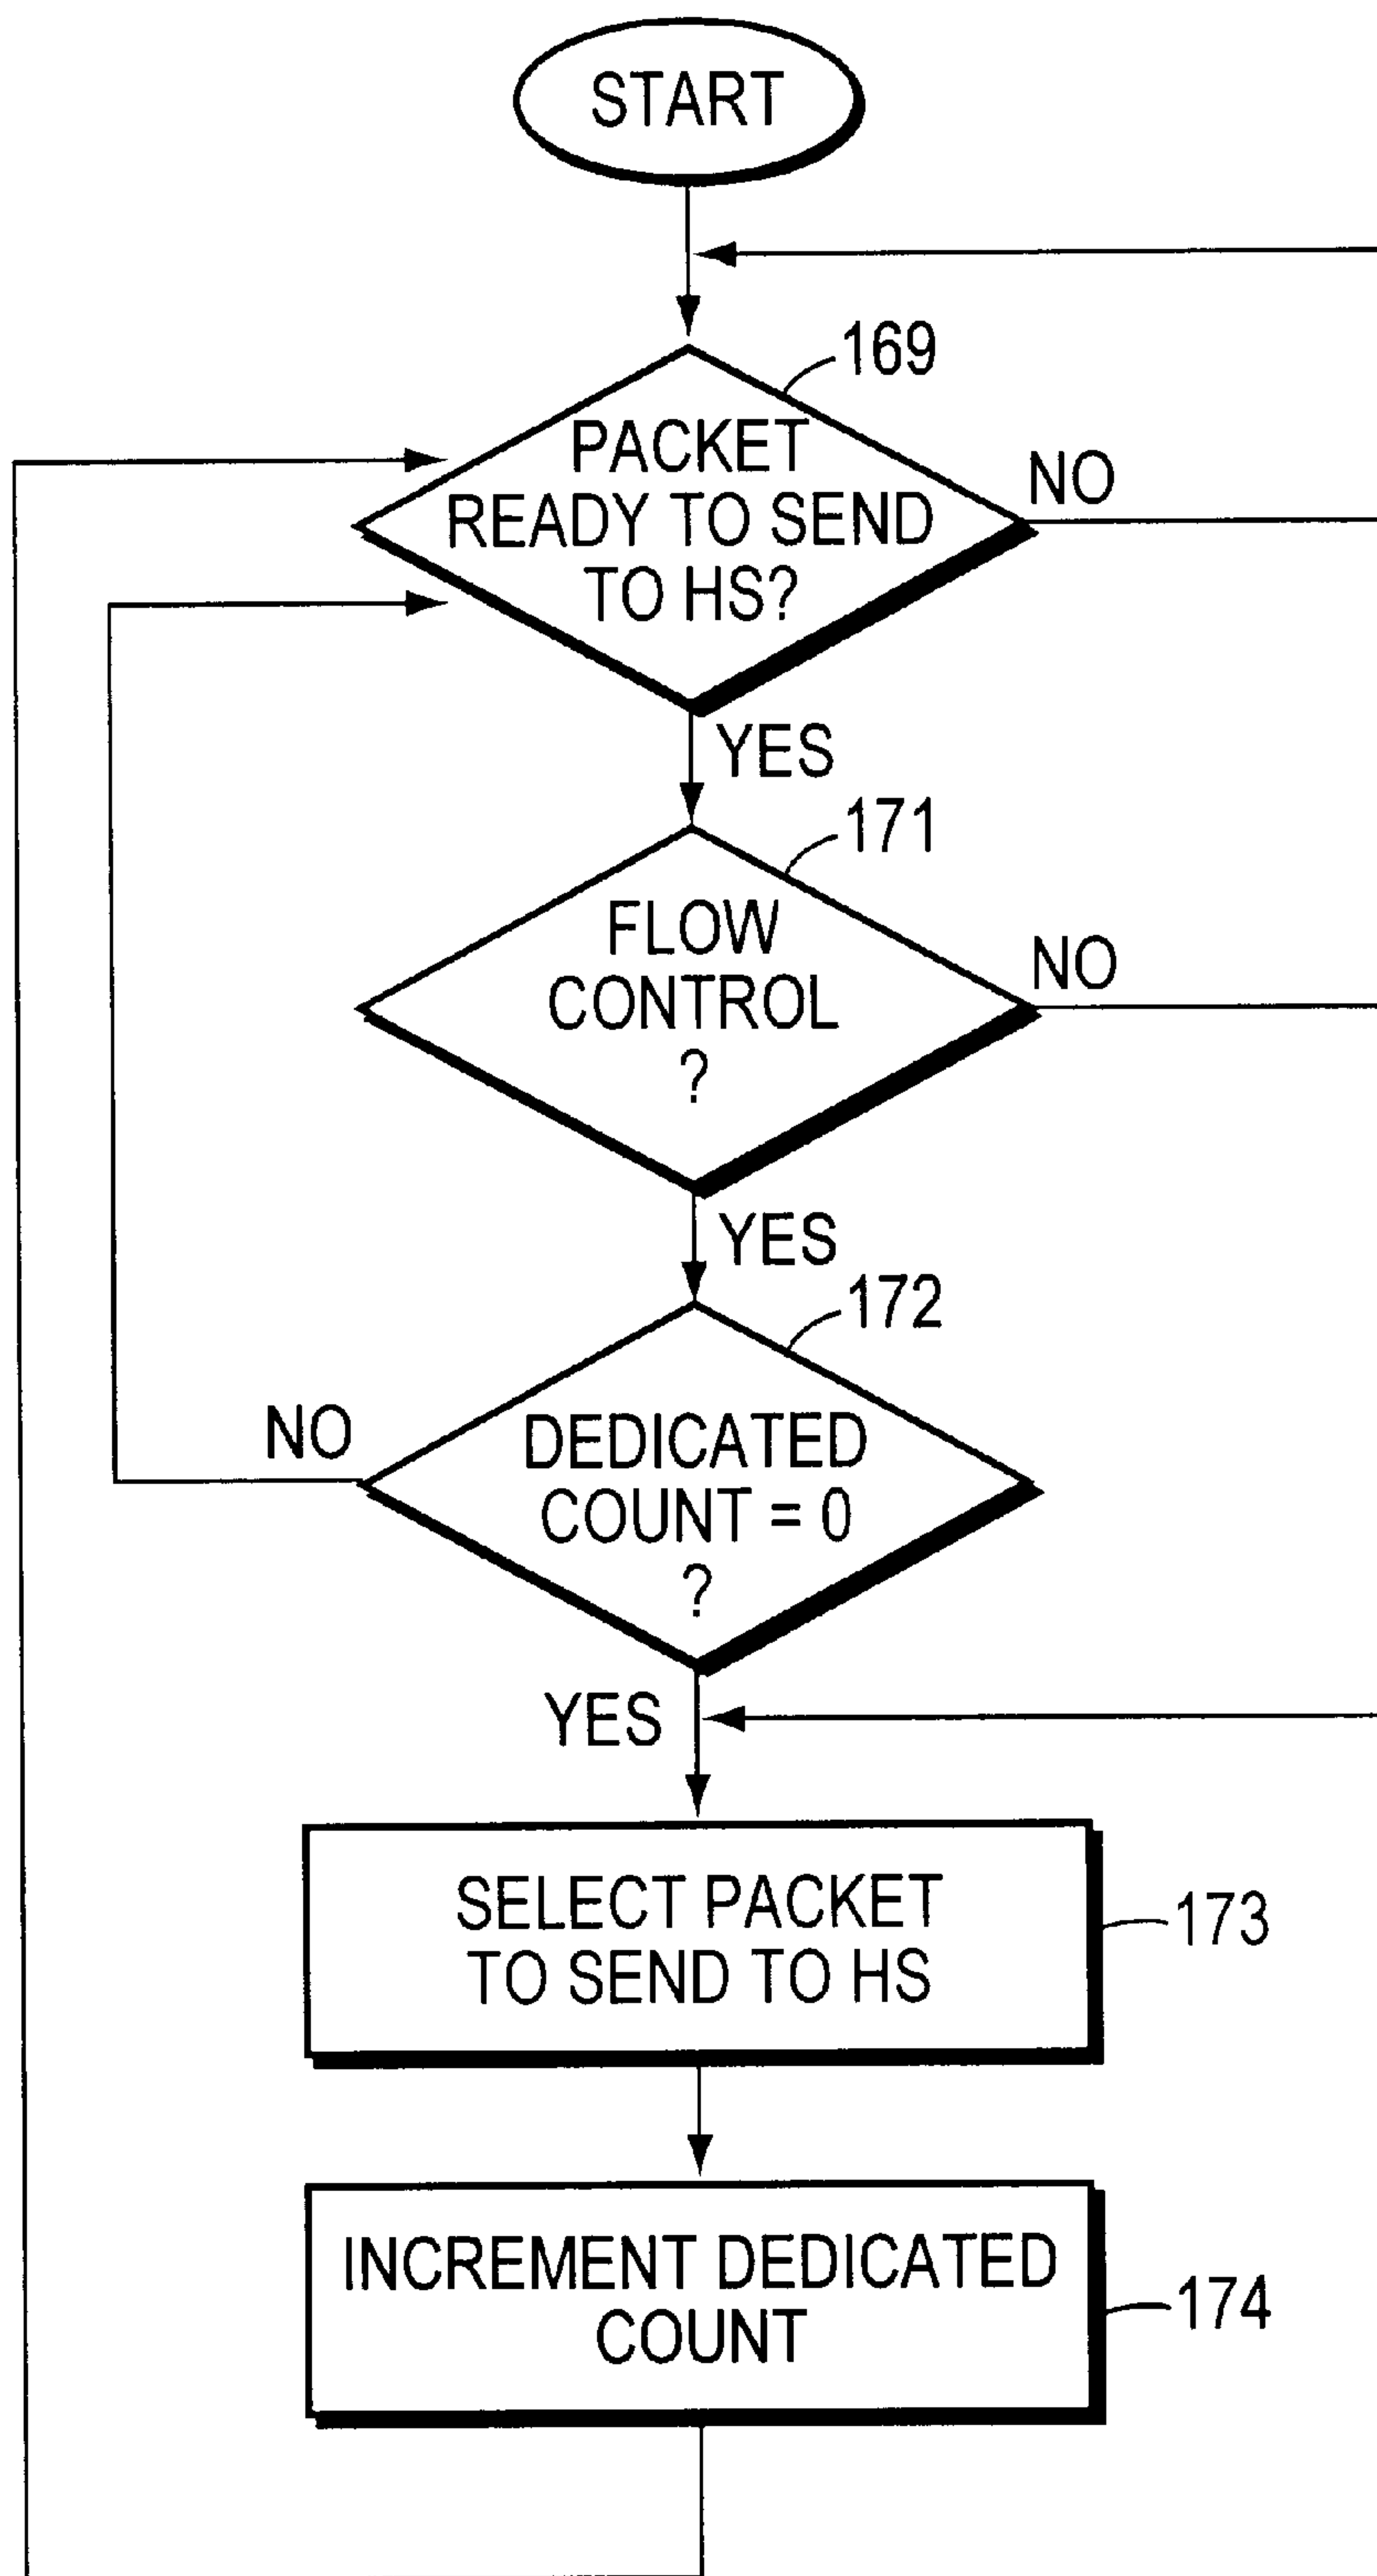 START
169
PACKET
READY TO SEND
TO HS?
NO
YES
171
FLOW
CONTROL
?
NO
YES
172
NO
DEDICATED
COUNT = 0
?
YES
SELECT PACKET
TO SEND TO HS
173
INCREMENT DEDICATED
COUNT
174